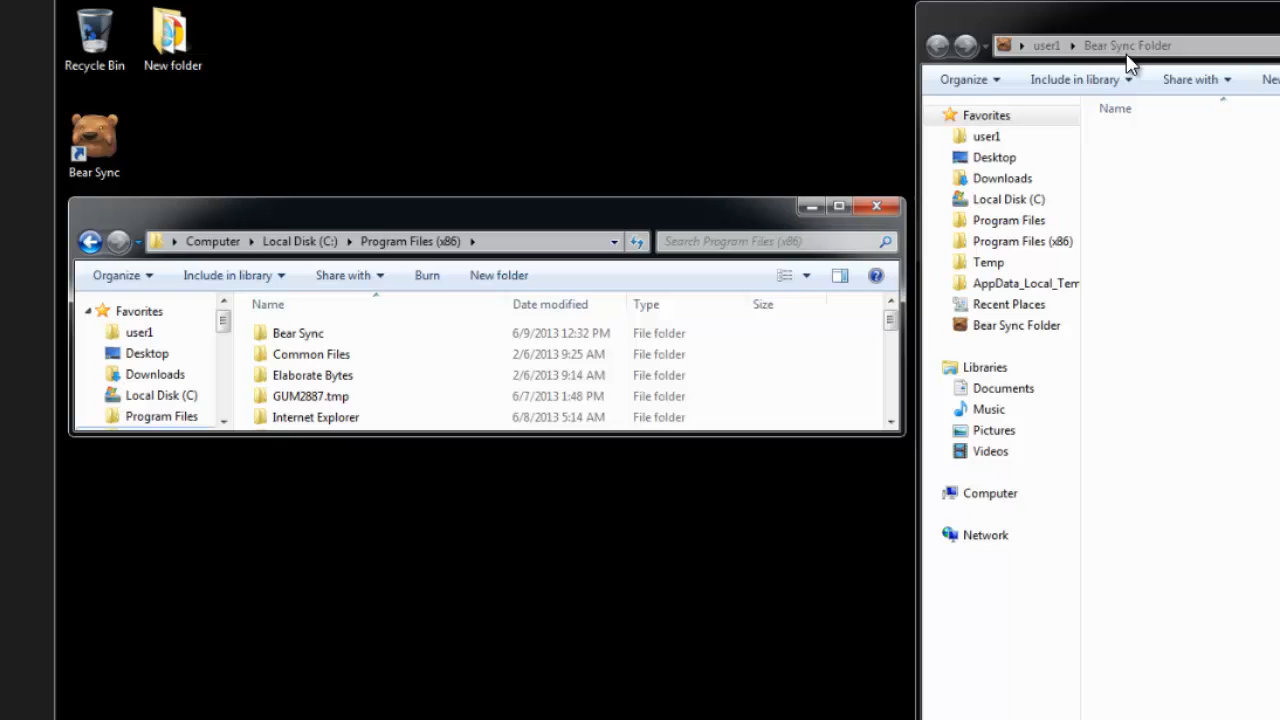 Recycle Bin
New folder
Bear Sync
Computer Local Disk (C:) Program Files (x86)
Search Program Files (x86)
Organize Include in library Share with Burn New folder
Favorites
user1
Desktop
Downloads
Local Disk (C)
Program Files
Name Date modified Type Size
Bear Sync 6/9/2013 12:32 PM File folder
Common Files 2/6/2013 9:25 AM File folder
Elaborate Bytes 2/6/2013 9:14 AM File folder
GUM2887.tmp 6/7/2013 1:48 PM File folder
Internet Explorer 6/8/2013 5:14 AM File folder
user1 Bear Sync Folder
Organize Include in library Share with
Favorites
user1
Desktop
Downloads
Local Disk (C)
Program Files
Program Files (x86)
Temp
AppData_Local_Tem
Recent Places
Bear Sync Folder
Libraries
Documents
Music
Pictures
Videos
Computer
Network
Name